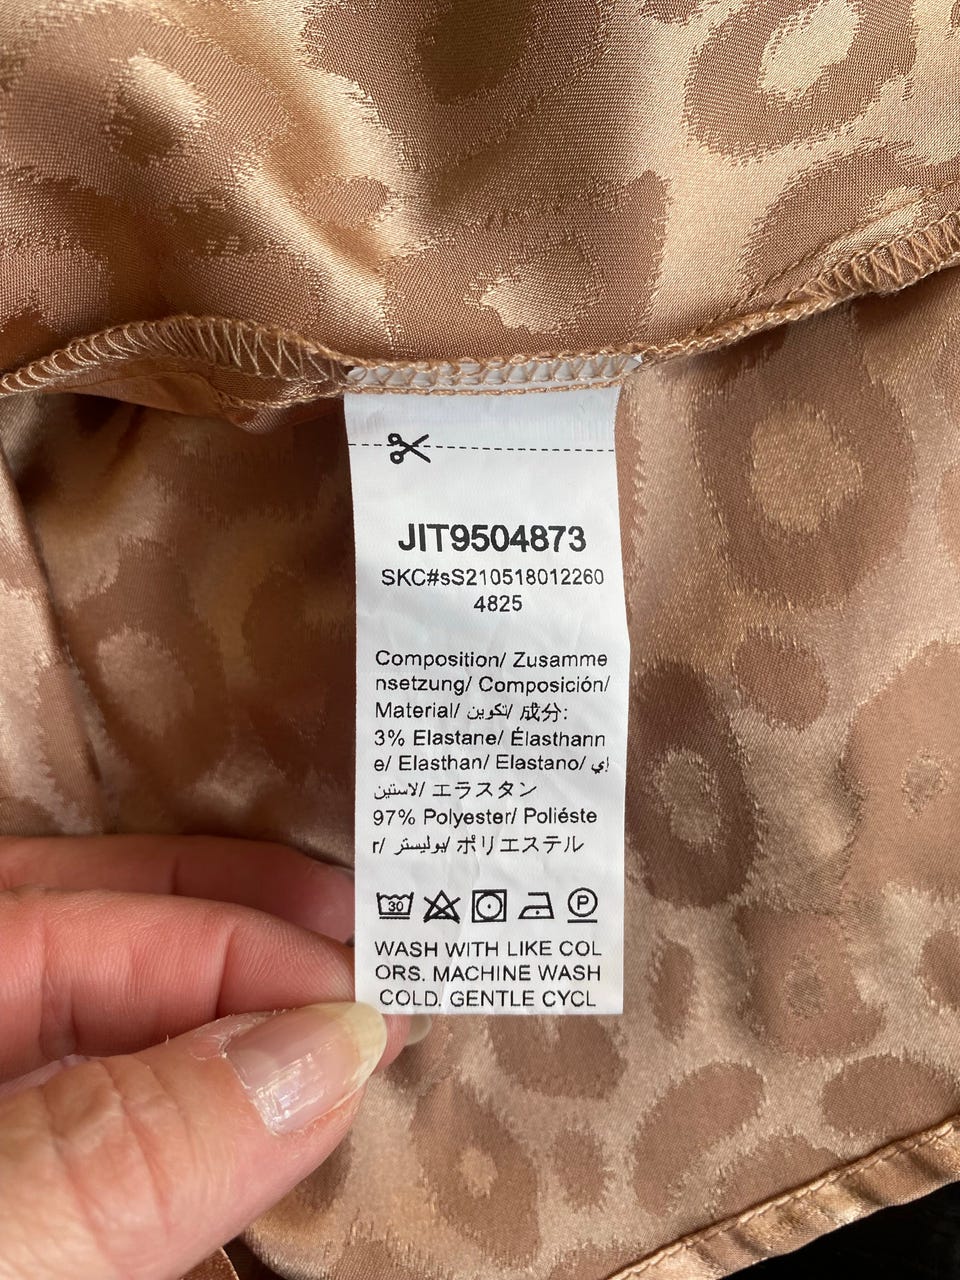 JIT9504873
SKC#sS210518012260
4825
Composition/ Zusamme
nsetzung/ Composición/
Material/ تكوين/ 成分:
3% Elastane/ Élasthann
e/ Elasthan/ Elastano/ إي
لاستين/ エラスタン
97% Polyester/ Poliéste
r/ بوليستر/ ポリエステル
30 P
WASH WITH LIKE COL
ORS. MACHINE WASH
COLD. GENTLE CYCL